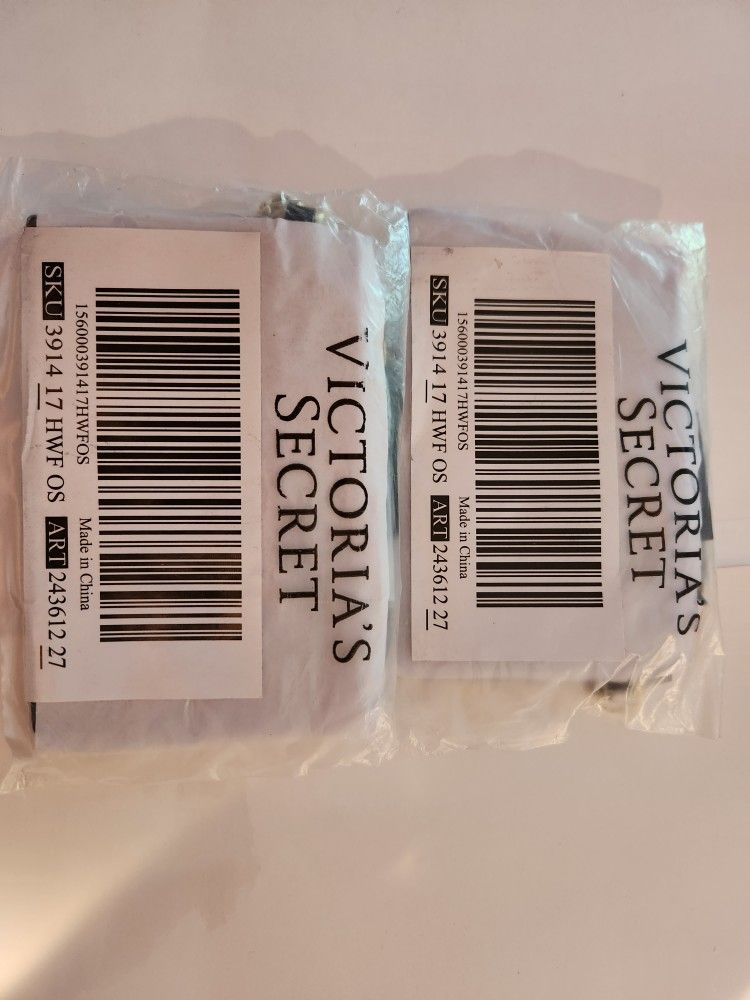 VICTORIA'S
SECRET
156000391417HWFOS Made in China
SKU 3914 17 HWF OS ART 243612 27
VICTORIA'S
SECRET
156000391417HWFOS Made in China
SKU 3914 17 HWF OS ART 243612 27